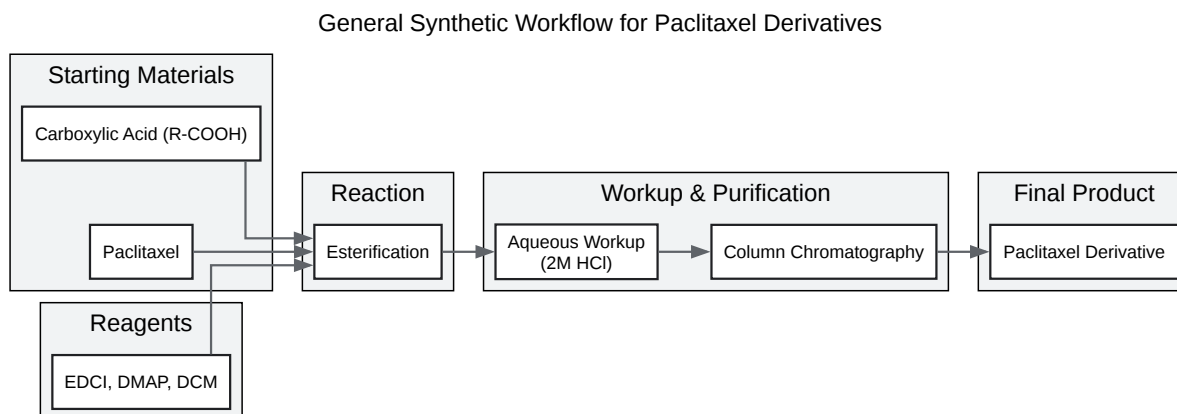 General Synthetic Workflow for Paclitaxel Derivatives
Starting Materials
Carboxylic Acid (R-COOH)
Paclitaxel
Reagents
EDCI, DMAP, DCM
Reaction
Esterification
Workup & Purification
Aqueous Workup
(2M HCl)
Column Chromatography
Final Product
Paclitaxel Derivative